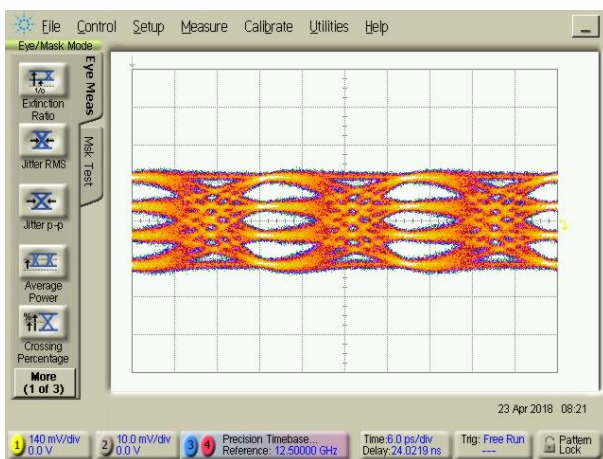 File Control Setup Measure Calibrate Utilities Help
Eye/Mask Mode
Eye Meas
Msk Test
1/0
Extinction
Ratio
Jitter RMS
Jitter p-p
Average
Power
%
Crossing
Percentage
More
(1 of 3)
23 Apr 2018 08:21
1 140 mV/div
0.0 V
2 10.0 mV/div
0.0 V
3 4 Precision Timebase...
Reference: 12.50000 GHz
Time:6.0 ps/div
Delay:24.0219 ns
Trig: Free Run
---
Pattern
Lock